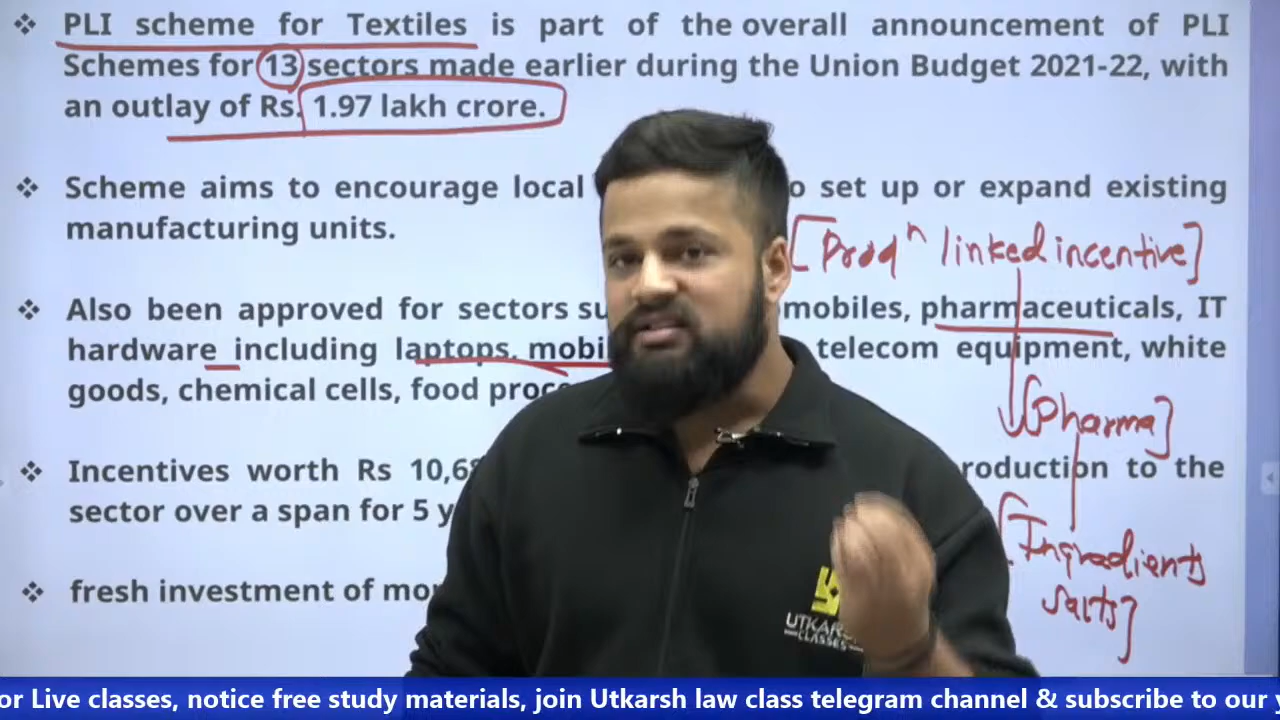 ❖ PLI scheme for Textiles is part of the overall announcement of PLI
Schemes for 13 sectors made earlier during the Union Budget 2021-22, with
an outlay of Rs. 1.97 lakh crore.
❖ Scheme aims to encourage local o set up or expand existing
manufacturing units.
[Prodⁿ linked incentive]
❖ Also been approved for sectors su mobiles, pharmaceuticals, IT
hardware including laptops, mobi telecom equipment, white
goods, chemical cells, food proce
[Pharma]
❖ Incentives worth Rs 10,68 roduction to the
sector over a span for 5 y
[Ingredients
salts]
❖ fresh investment of mor
UTKARSH
CLASSES
or Live classes, notice free study materials, join Utkarsh law class telegram channel & subscribe to our y